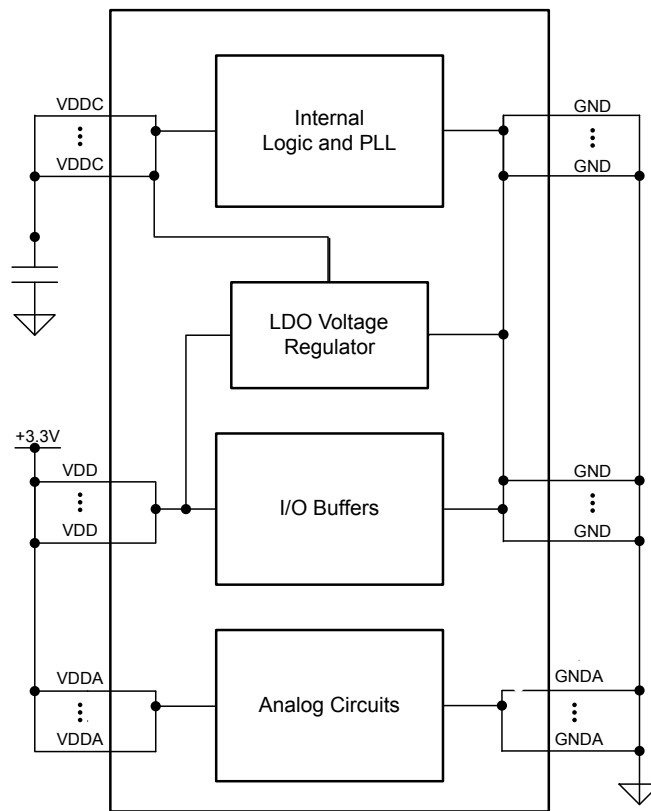 VDDC
VDDC
Internal
Logic and PLL
GND
GND
LDO Voltage
Regulator
+3.3V
VDD
VDD
I/O Buffers
GND
GND
VDDA
VDDA
Analog Circuits
GNDA
GNDA